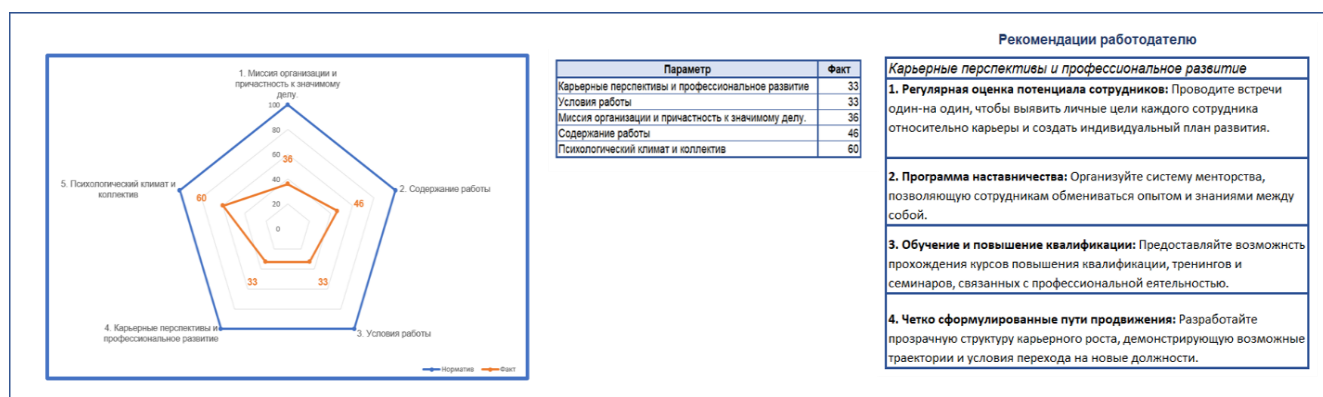 1. Миссия организации и
причастность к значимому
делу.
100
80
60
36
40
20
0
5. Психологический климат и
коллектив
60
46
2. Содержание работы
33
33
4. Карьерные перспективы и
профессиональное развитие
3. Условия работы
Норматив
Факт
Параметр Факт
Карьерные перспективы и профессиональное развитие 33
Условия работы 33
Миссия организации и причастность к значимому делу. 36
Содержание работы 46
Психологический климат и коллектив 60
Рекомендации работодателю
Карьерные перспективы и профессиональное развитие
1. Регулярная оценка потенциала сотрудников: Проводите встречи
один-на один, чтобы выявить личные цели каждого сотрудника
относительно карьеры и создать индивидуальный план развития.
2. Программа наставничества: Организуйте систему менторства,
позволяющую сотрудникам обмениваться опытом и знаниями между
собой.
3. Обучение и повышение квалификации: Предоставляйте возможнсть
прохождения курсов повышения квалификации, тренингов и
семинаров, связанных с профессиональной еятельностью.
4. Четко сформулированные пути продвижения: Разработайте
прозрачную структуру карьерного роста, демонстрирующую возможные
траектории и условия перехода на новые должности.